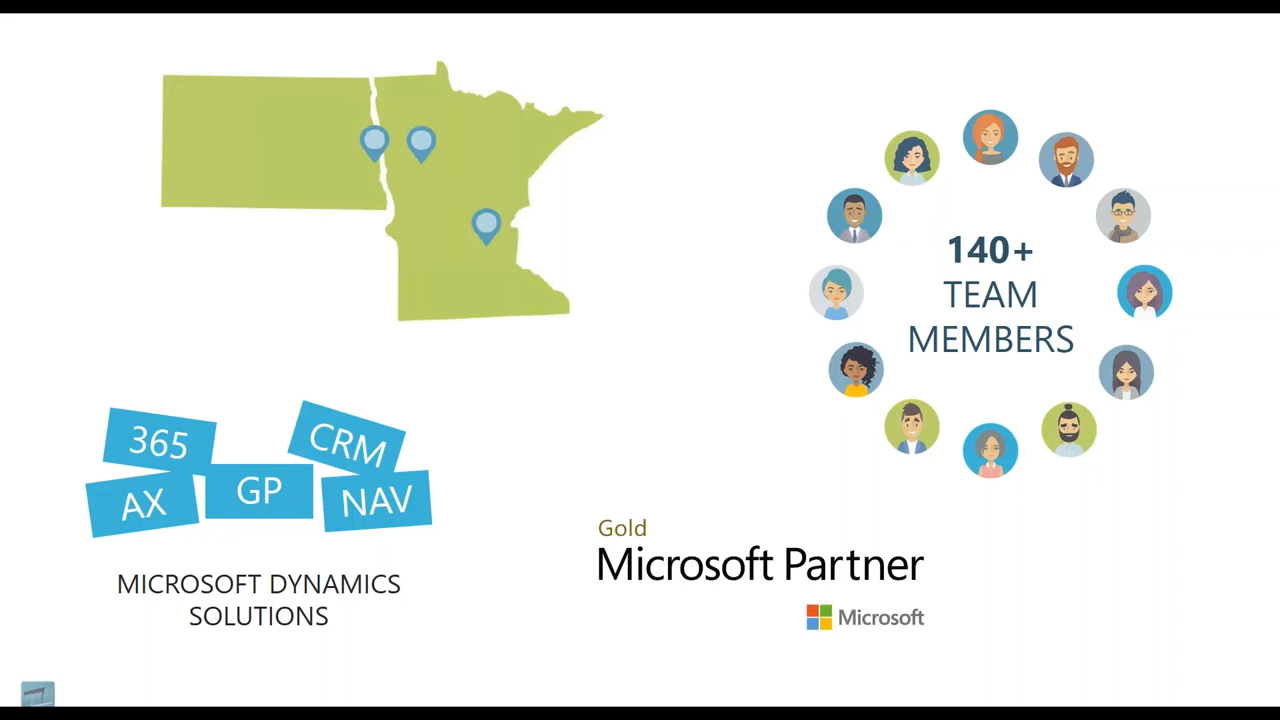 140+
TEAM
MEMBERS
365
CRM
AX
GP
NAV
MICROSOFT DYNAMICS
SOLUTIONS
Gold
Microsoft Partner
Microsoft